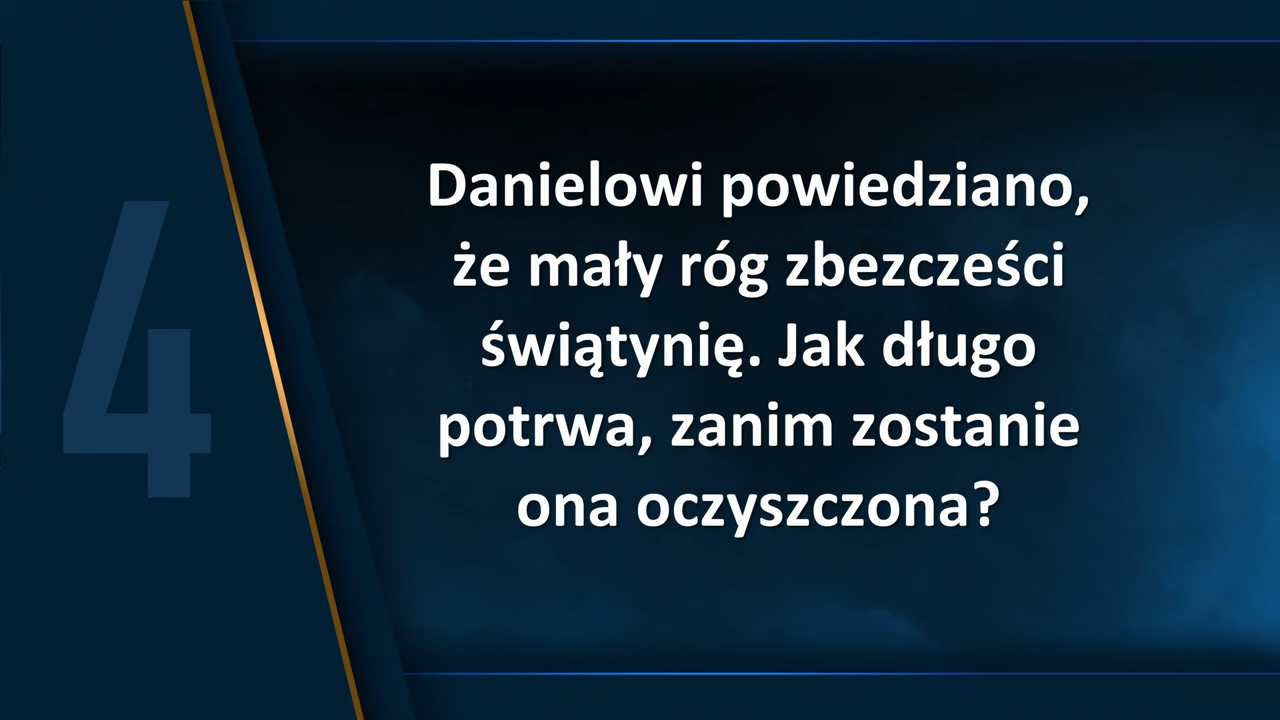 4
Danielowi powiedziano,
że mały róg zbezcześci
świątynię. Jak długo
potrwa, zanim zostanie
ona oczyszczona?